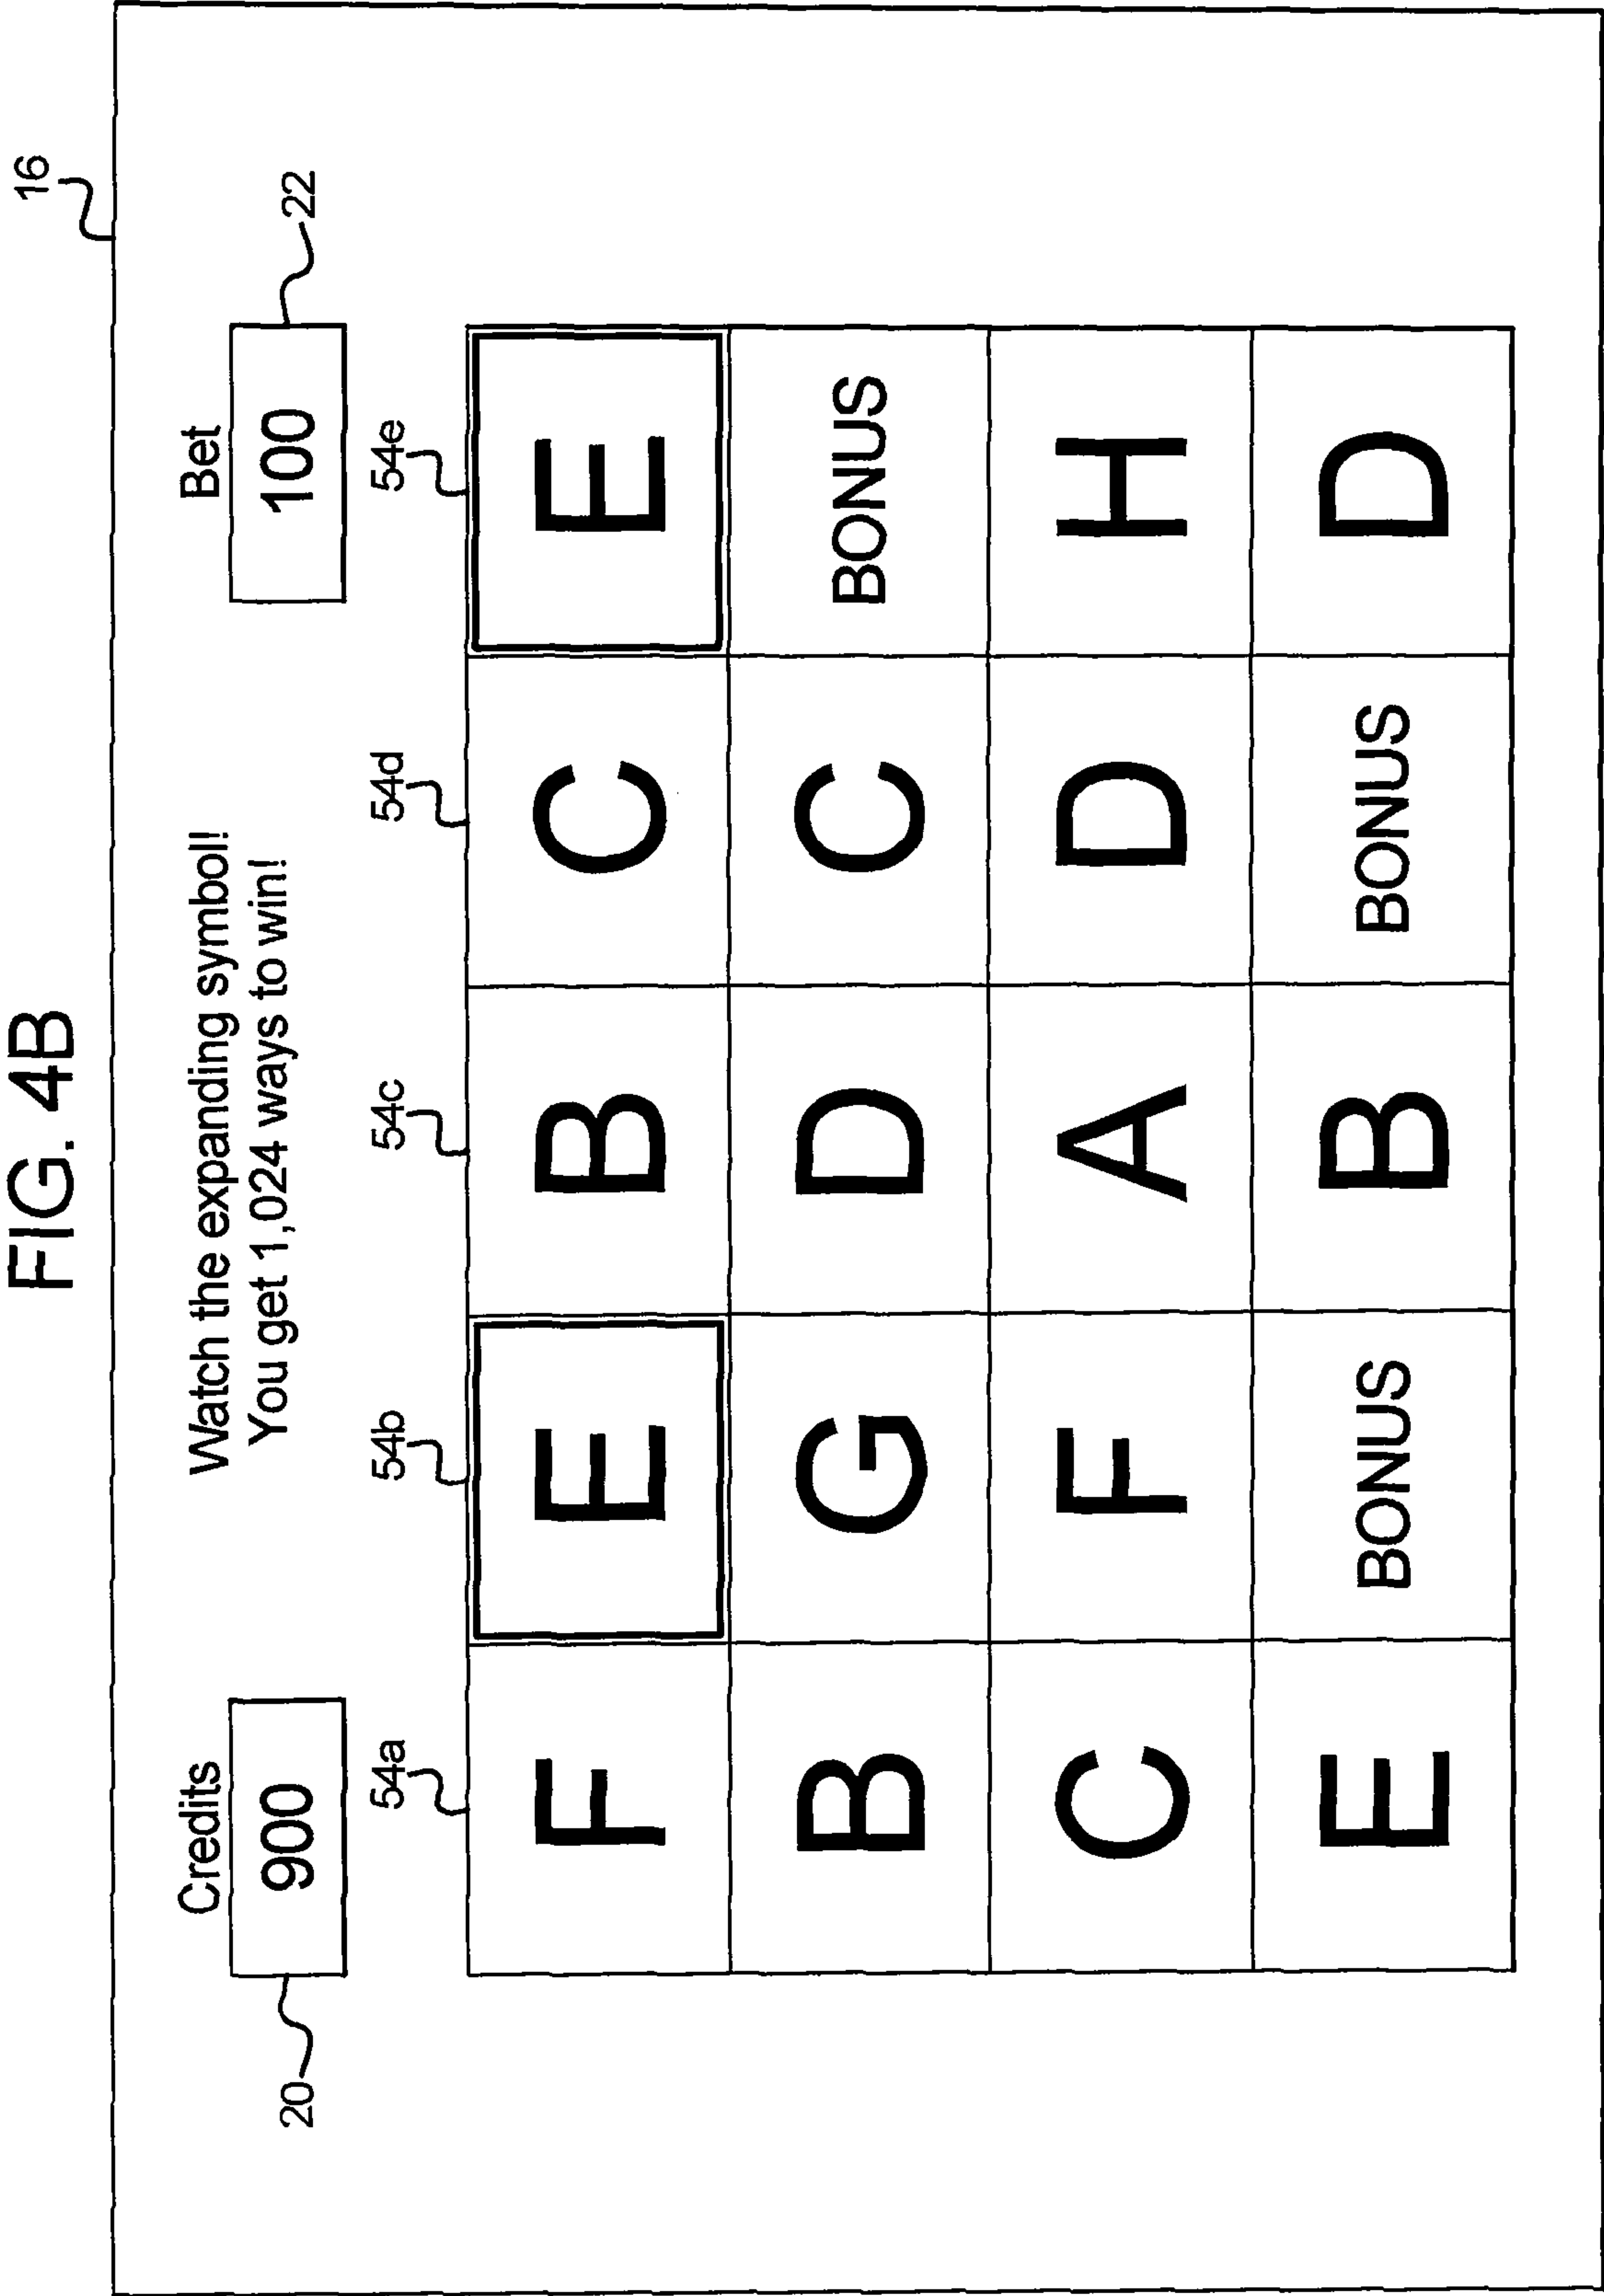 FIG. 4B
16
Watch the expanding symbol!
You get 1,024 ways to win!
Credits
Bet
20
900
100
22
54a 54b 54c 54d 54e
F E B C E
B G D C BONUS
C F A D H
E BONUS B BONUS D